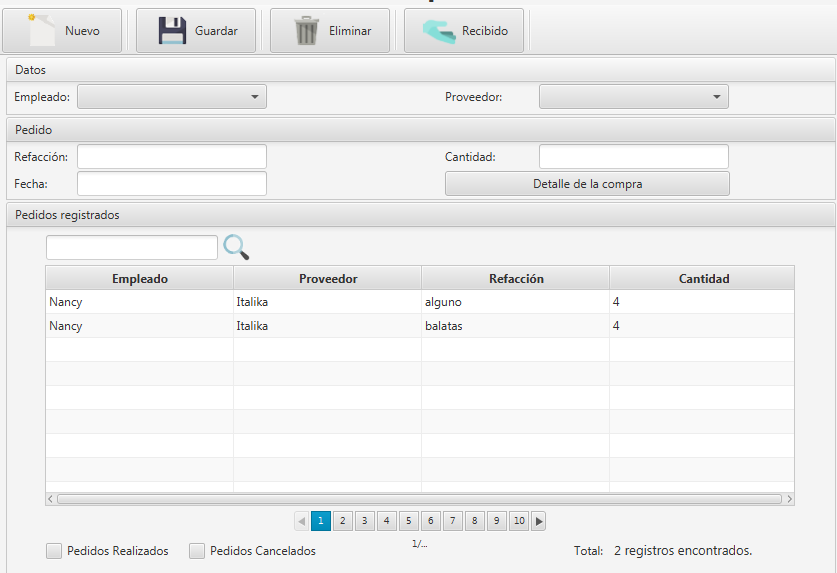 Nuevo Guardar Eliminar Recibido
Datos
Empleado: Proveedor:
Pedido
Refacción: Cantidad:
Fecha: Detalle de la compra
Pedidos registrados
Empleado Proveedor Refacción Cantidad
Nancy Italika alguno 4
Nancy Italika balatas 4
1 2 3 4 5 6 7 8 9 10
1/...
Pedidos Realizados Pedidos Cancelados Total: 2 registros encontrados.